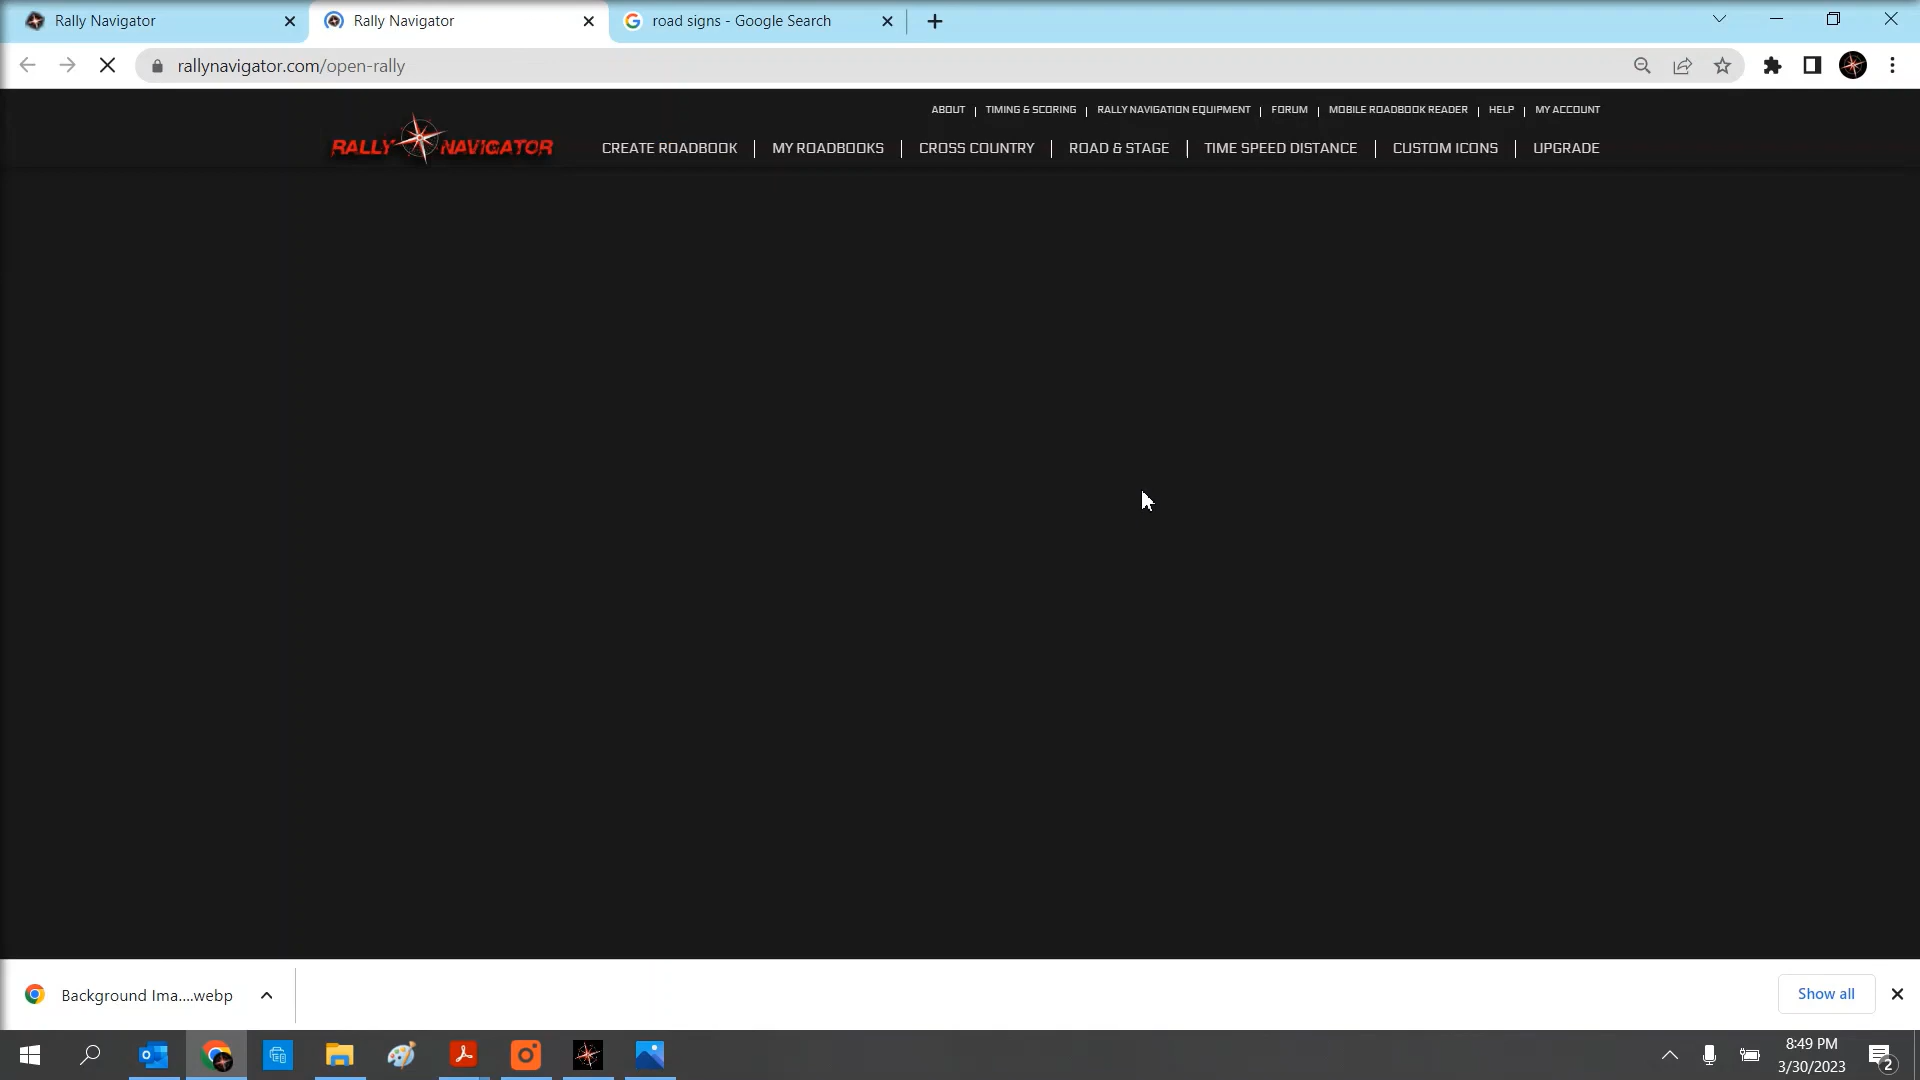 Rally Navigator
Rally Navigator
road signs - Google Search
rallynavigator.com/open-rally
ABOUT | TIMING & SCORING | RALLY NAVIGATION EQUIPMENT | FORUM | MOBILE ROADBOOK READER | HELP | MY ACCOUNT
RALLY NAVIGATOR
CREATE ROADBOOK | MY ROADBOOKS | CROSS COUNTRY | ROAD & STAGE | TIME SPEED DISTANCE | CUSTOM ICONS | UPGRADE
Background Ima....webp
Show all
8:49 PM
3/30/2023
2